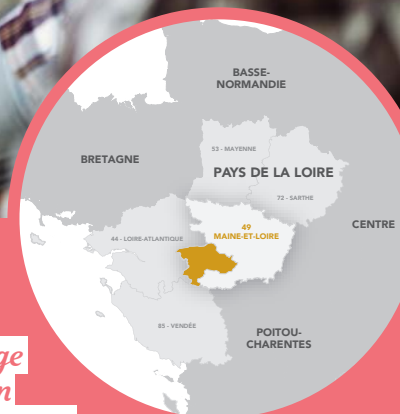 BASSE-
NORMANDIE
53 - MAYENNE
BRETAGNE
PAYS DE LA LOIRE
72 - SARTHE
49
MAINE-ET-LOIRE
CENTRE
44 - LOIRE-ATLANTIQUE
85 - VENDÉE
POITOU-
CHARENTES